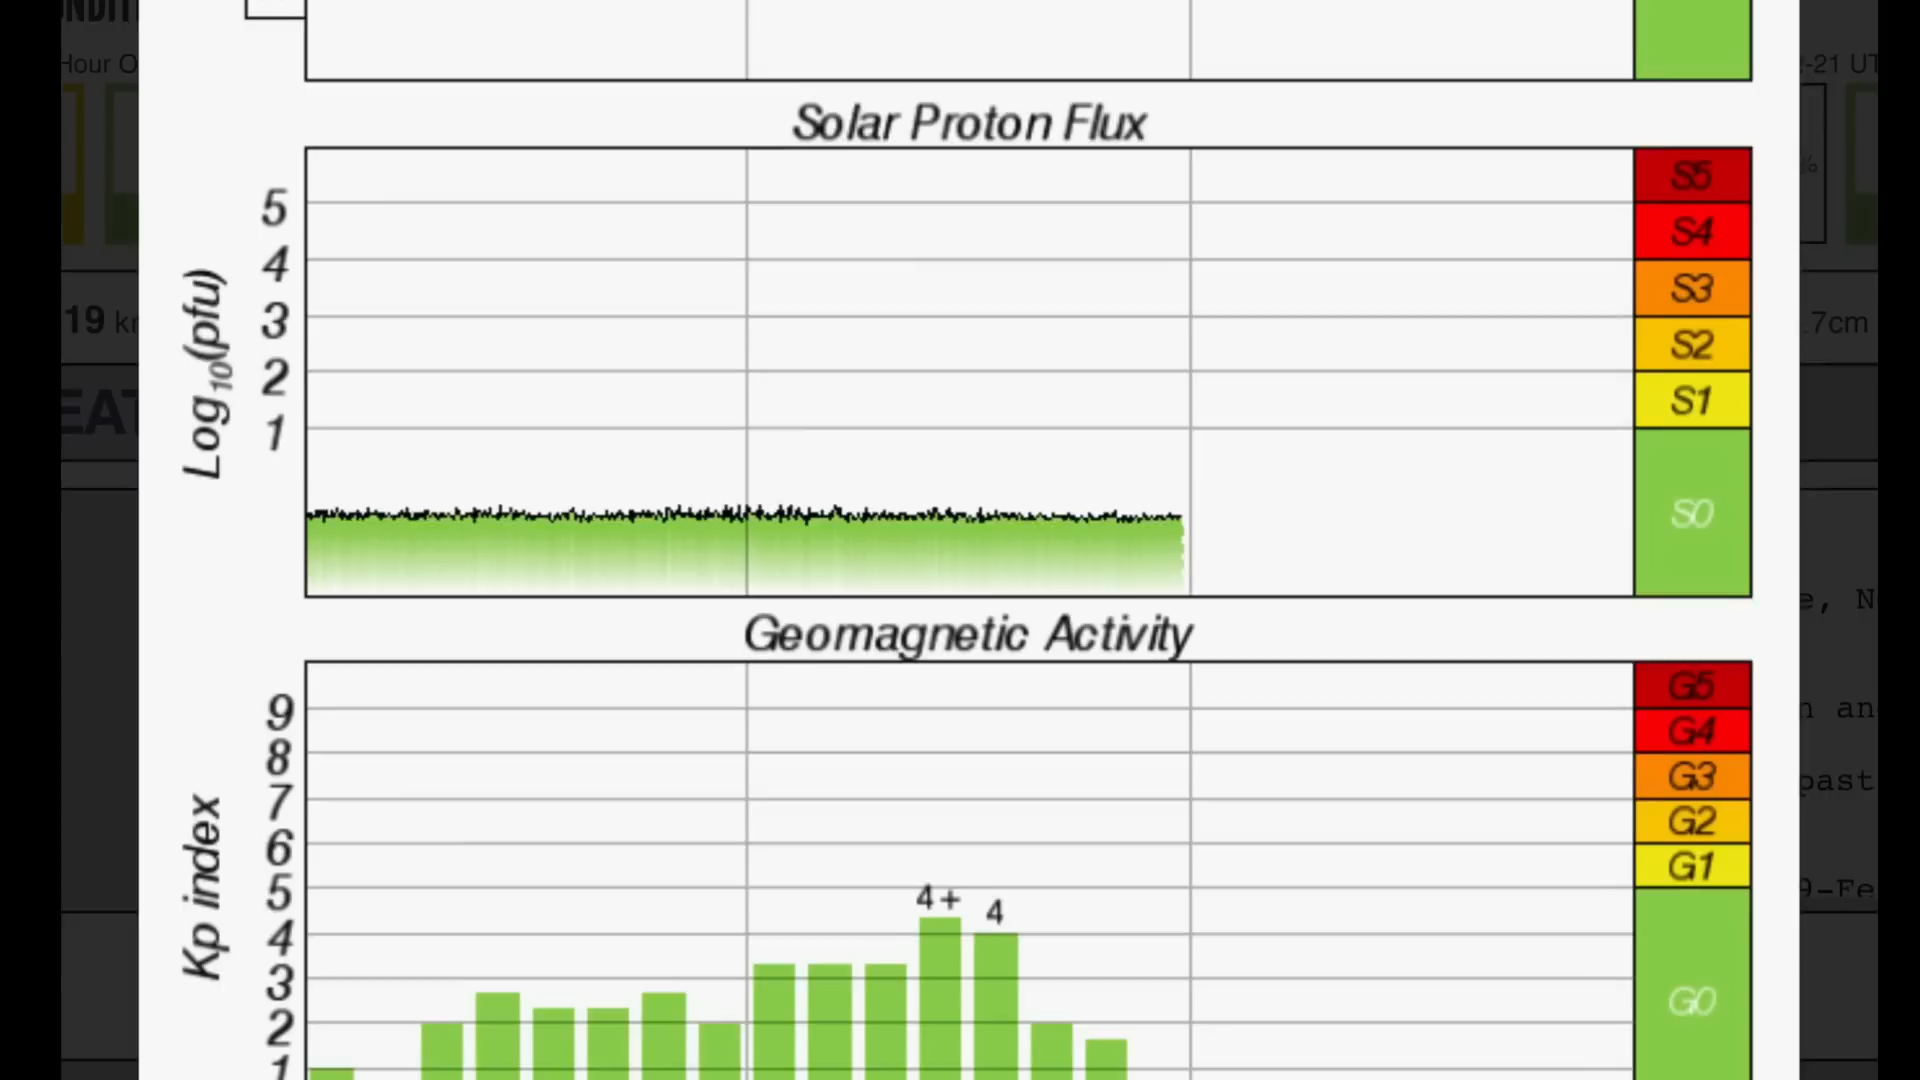 Hour O
-21 UT
Solar Proton Flux
S5
5
S4
4
S3
3
S2
2
S1
1
S0
Log10(pfu)
19 km
.7cm
EAT
Geomagnetic Activity
G5
9
G4
8
G3
7
G2
6
G1
5
4+
4
4
3
G0
2
1
Kp index
e, N
n an
past
9-Fe